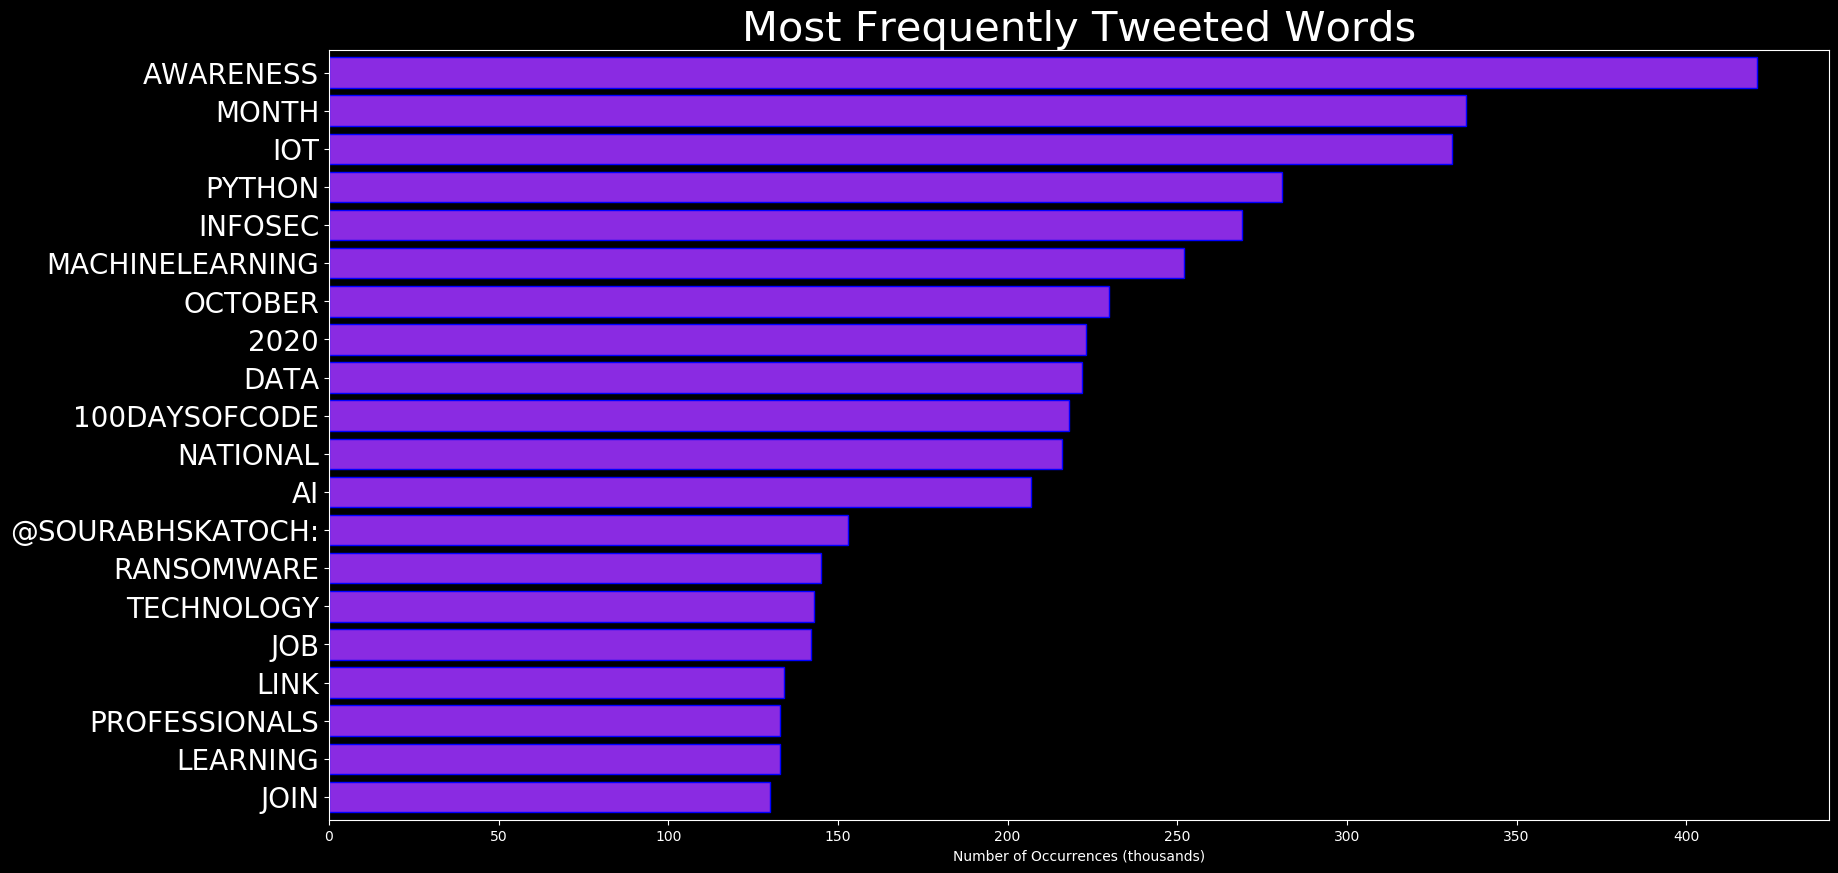 Most Frequently Tweeted Words
AWARENESS
MONTH
IOT
PYTHON
INFOSEC
MACHINELEARNING
OCTOBER
2020
DATA
100DAYSOFCODE
NATIONAL
AI
@SOURABHSKATOCH:
RANSOMWARE
TECHNOLOGY
JOB
LINK
PROFESSIONALS
LEARNING
JOIN
0 50 100 150 200 250 300 350 400
Number of Occurrences (thousands)